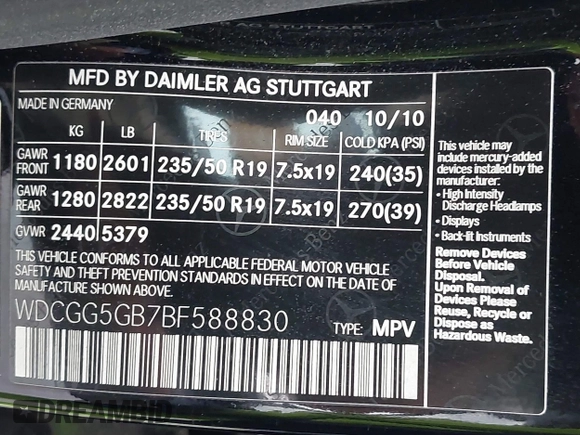 MFD BY DAIMLER AG STUTTGART
MADE IN GERMANY 040 10/10
KG LB TIRES RIM SIZE COLD KPA (PSI)
GAWR FRONT 1180 2601 235/50 R19 7.5x19 240(35)
GAWR REAR 1280 2822 235/50 R19 7.5x19 270(39)
GVWR 2440 5379
THIS VEHICLE CONFORMS TO ALL APPLICABLE FEDERAL MOTOR VEHICLE
SAFETY AND THEFT PREVENTION STANDARDS IN EFFECT ON THE DATE OF
MANUFACTURE.
WDCGG5GB7BF588830
TYPE: MPV
This vehicle may
include mercury-added
devices installed by the
manufacturer:
• High Intensity
Discharge Headlamps
• Displays
• Back-lit Instruments
Remove Devices
Before Vehicle
Disposal.
Upon Removal of
Devices Please
Reuse, Recycle or
Dispose as
Hazardous Waste.
DREAMBID